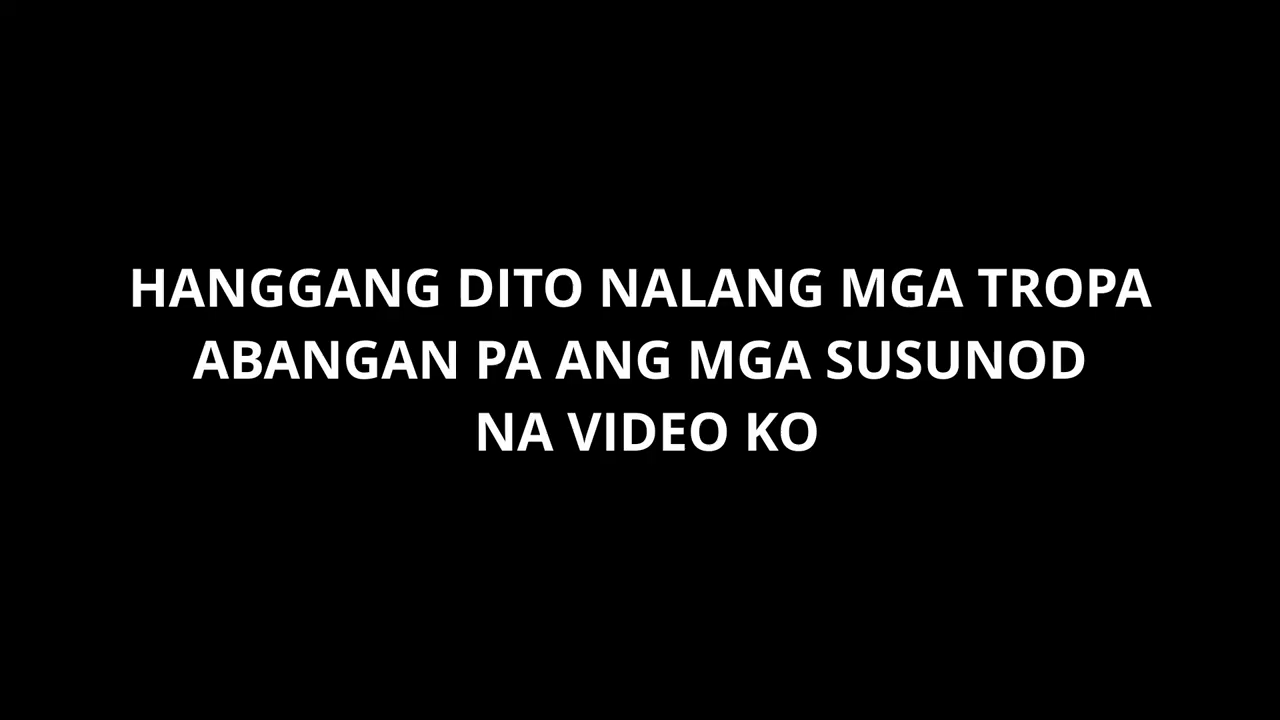 HANGGANG DITO NALANG MGA TROPA
ABANGAN PA ANG MGA SUSUNOD
NA VIDEO KO